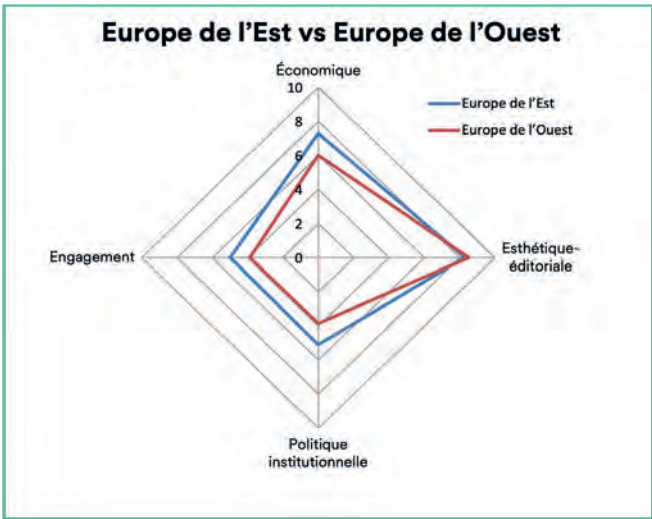 Europe de l'Est vs Europe de l'Ouest
Économique
10
8
6
4
2
0
Europe de l'Est
Europe de l'Ouest
Engagement
Esthétique-
éditoriale
Politique
institutionnelle